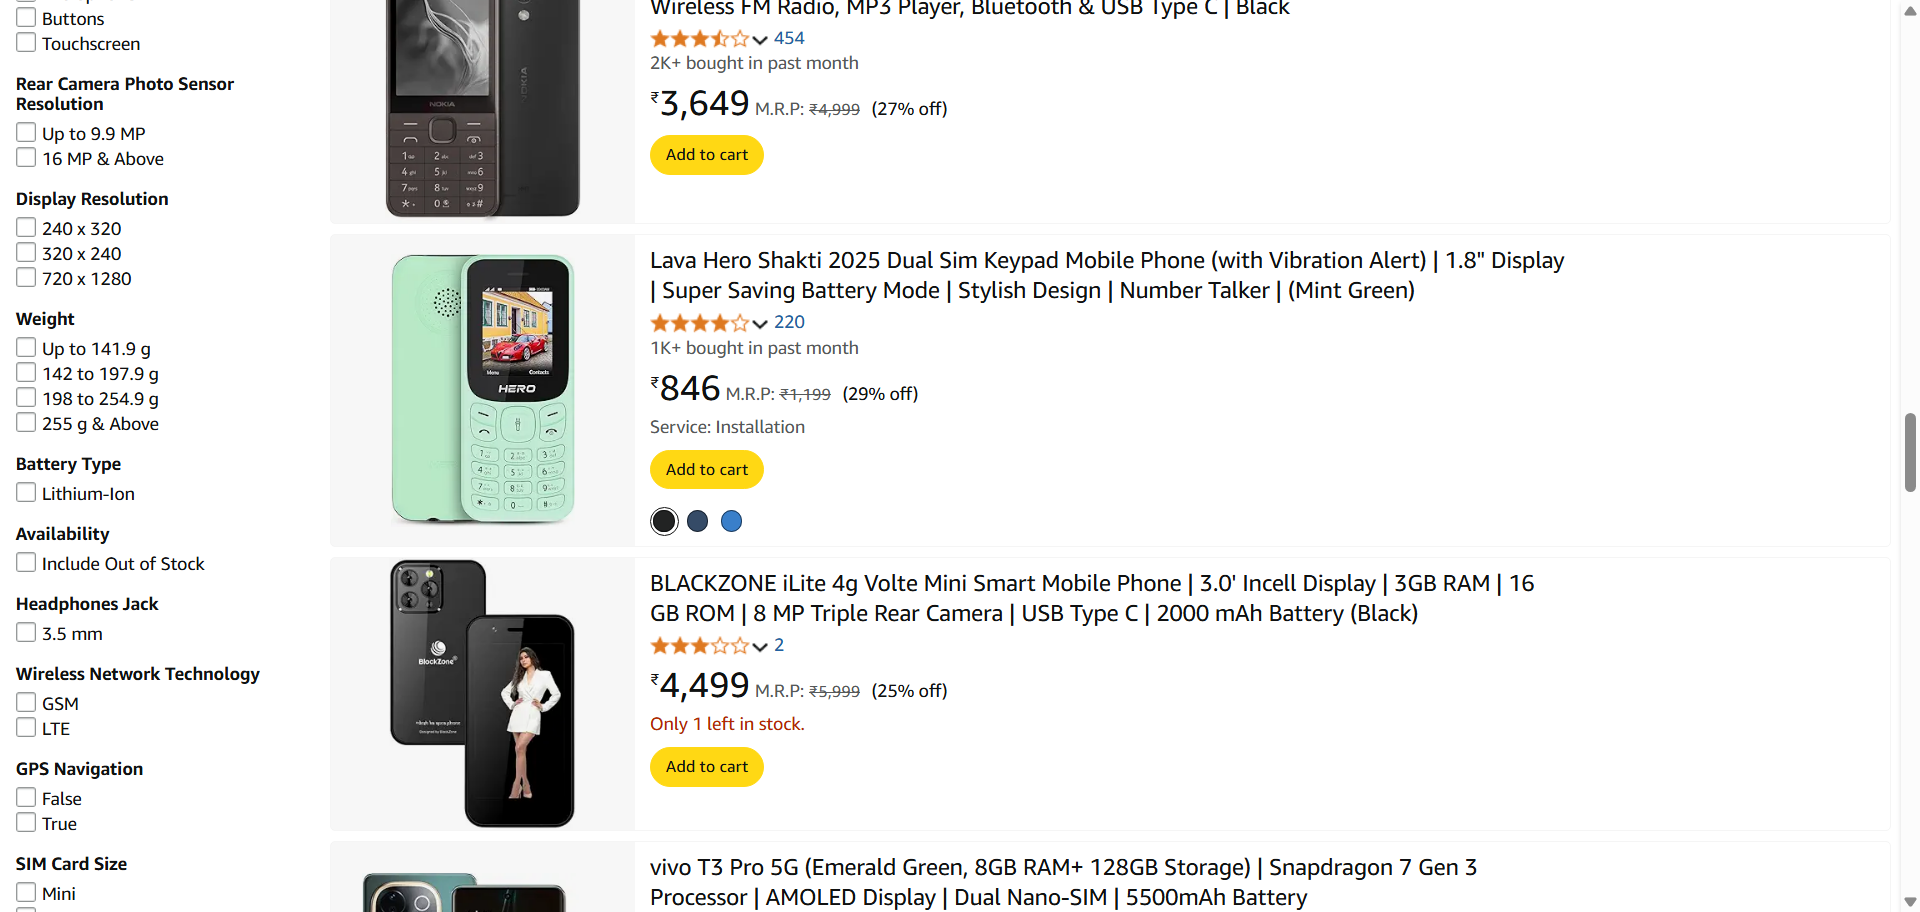 Buttons
Touchscreen
Rear Camera Photo Sensor
Resolution
Up to 9.9 MP
16 MP & Above
Display Resolution
240 x 320
320 x 240
720 x 1280
Weight
Up to 141.9 g
142 to 197.9 g
198 to 254.9 g
255 g & Above
Battery Type
Lithium-Ion
Availability
Include Out of Stock
Headphones Jack
3.5 mm
Wireless Network Technology
GSM
LTE
GPS Navigation
False
True
SIM Card Size
Mini
NOKIA
NOKIA
Wireless FM Radio, MP3 Player, Bluetooth & USB Type C | Black
454
2K+ bought in past month
₹3,649 M.R.P: ₹4,999 (27% off)
Add to cart
Menu Contacts
HERO
Lava Hero Shakti 2025 Dual Sim Keypad Mobile Phone (with Vibration Alert) | 1.8" Display
| Super Saving Battery Mode | Stylish Design | Number Talker | (Mint Green)
220
1K+ bought in past month
₹846 M.R.P: ₹1,199 (29% off)
Service: Installation
Add to cart
BlackZone
BLACKZONE iLite 4g Volte Mini Smart Mobile Phone | 3.0' Incell Display | 3GB RAM | 16
GB ROM | 8 MP Triple Rear Camera | USB Type C | 2000 mAh Battery (Black)
2
₹4,499 M.R.P: ₹5,999 (25% off)
Only 1 left in stock.
Add to cart
vivo T3 Pro 5G (Emerald Green, 8GB RAM+ 128GB Storage) | Snapdragon 7 Gen 3
Processor | AMOLED Display | Dual Nano-SIM | 5500mAh Battery